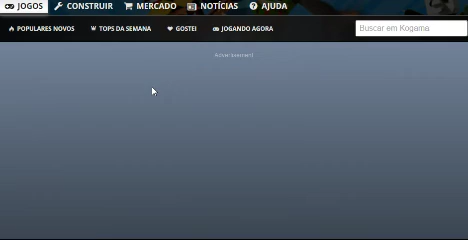 JOGOS CONSTRUIR MERCADO NOTÍCIAS AJUDA
POPULARES NOVOS TOPS DA SEMANA GOSTEI JOGANDO AGORA Buscar em Kogama
Advertisement